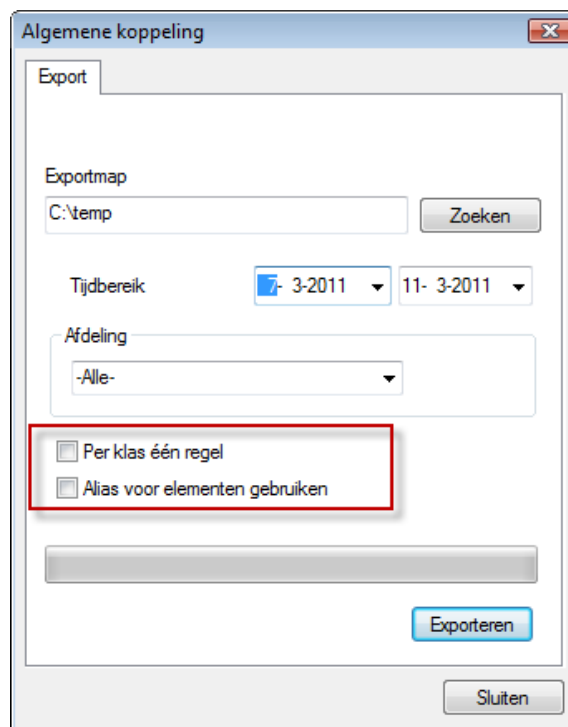 Algemene koppeling
Export
Exportmap
C:\temp
Zoeken
Tijdbereik 7- 3-2011 11- 3-2011
Afdeling
-Alle-
Per klas één regel
Alias voor elementen gebruiken
Exporteren
Sluiten